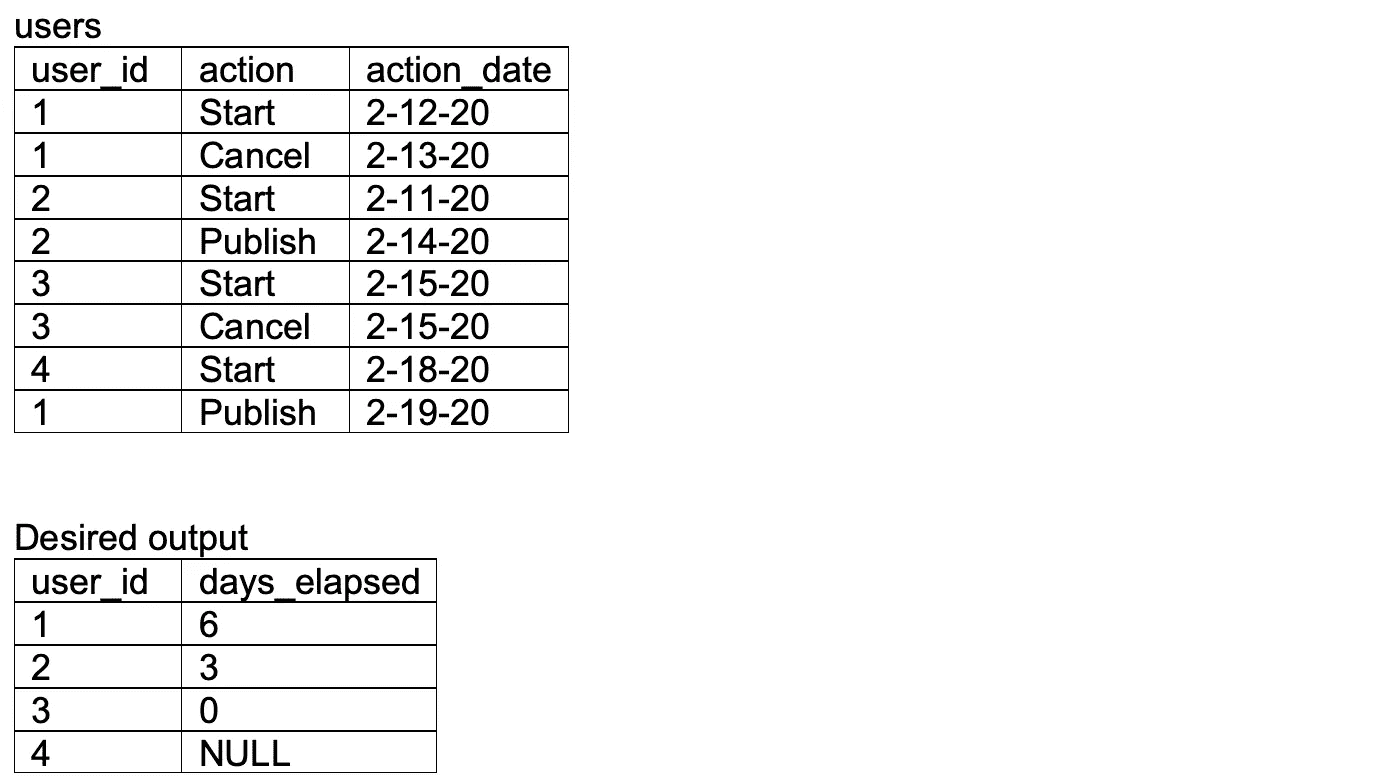 users
user_id action action_date
1 Start 2-12-20
1 Cancel 2-13-20
2 Start 2-11-20
2 Publish 2-14-20
3 Start 2-15-20
3 Cancel 2-15-20
4 Start 2-18-20
1 Publish 2-19-20
Desired output
user_id days_elapsed
1 6
2 3
3 0
4 NULL